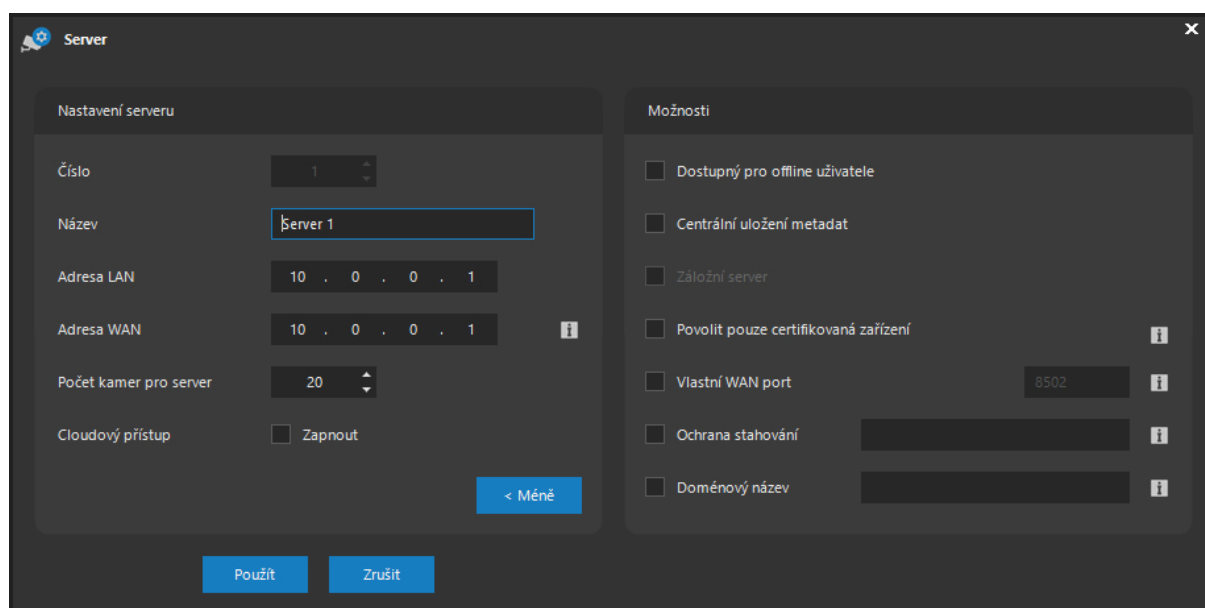 Server
Nastavení serveru
Číslo 1
Název Server 1
Adresa LAN 10 . 0 . 0 . 1
Adresa WAN 10 . 0 . 0 . 1
Počet kamer pro server 20
Cloudový přístup Zapnout
< Méně
Možnosti
Dostupný pro offline uživatele
Centrální uložení metadat
Záložní server
Povolit pouze certifikovaná zařízení
Vlastní WAN port 8502
Ochrana stahování
Doménový název
Použít Zrušit